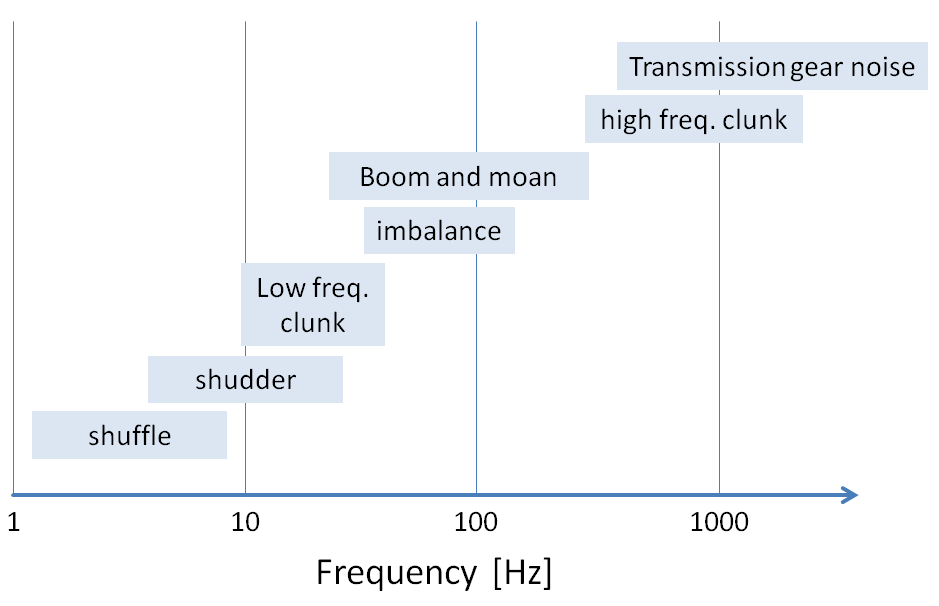 Transmission gear noise
high freq. clunk
Boom and moan
imbalance
Low freq.
clunk
shudder
shuffle
1 10 100 1000
Frequency [Hz]